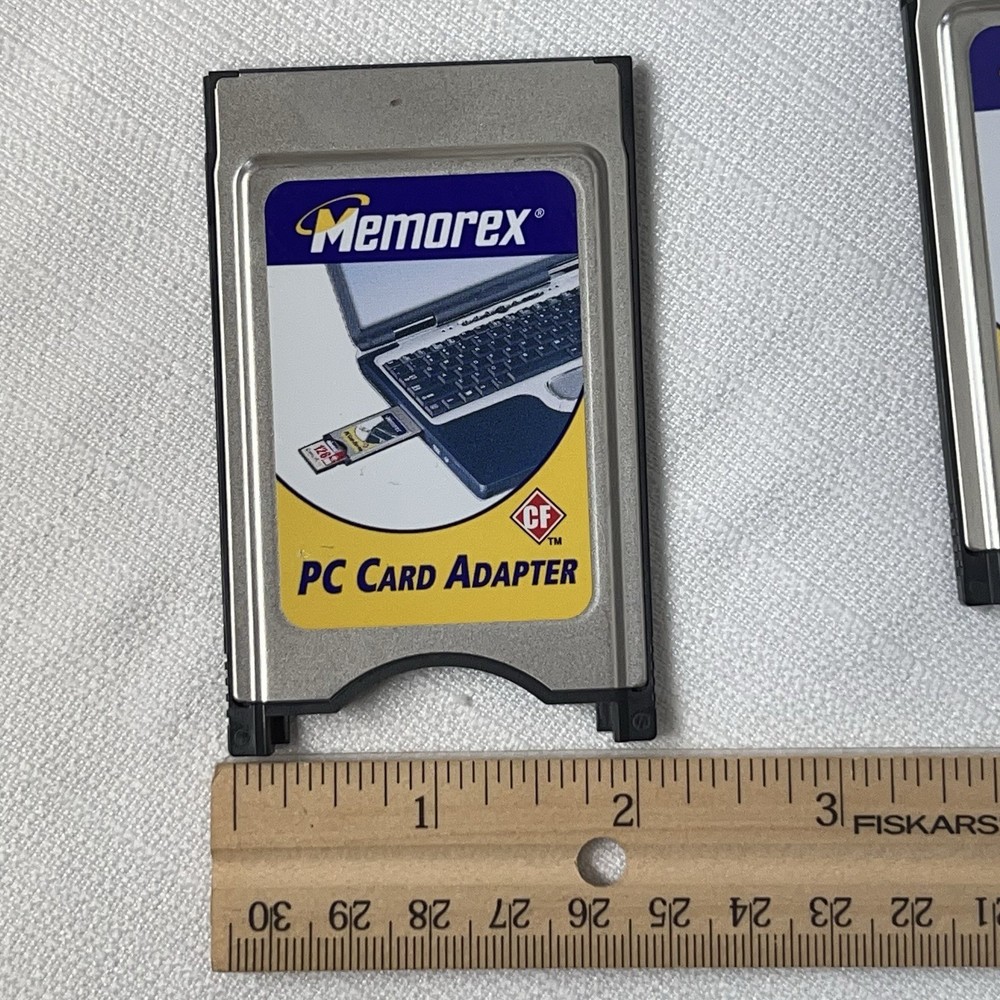 Memorex®
128
CF
TM
PC CARD ADAPTER
1 2 3
FISKARS
30 29 28 27 26 25 24 23 22